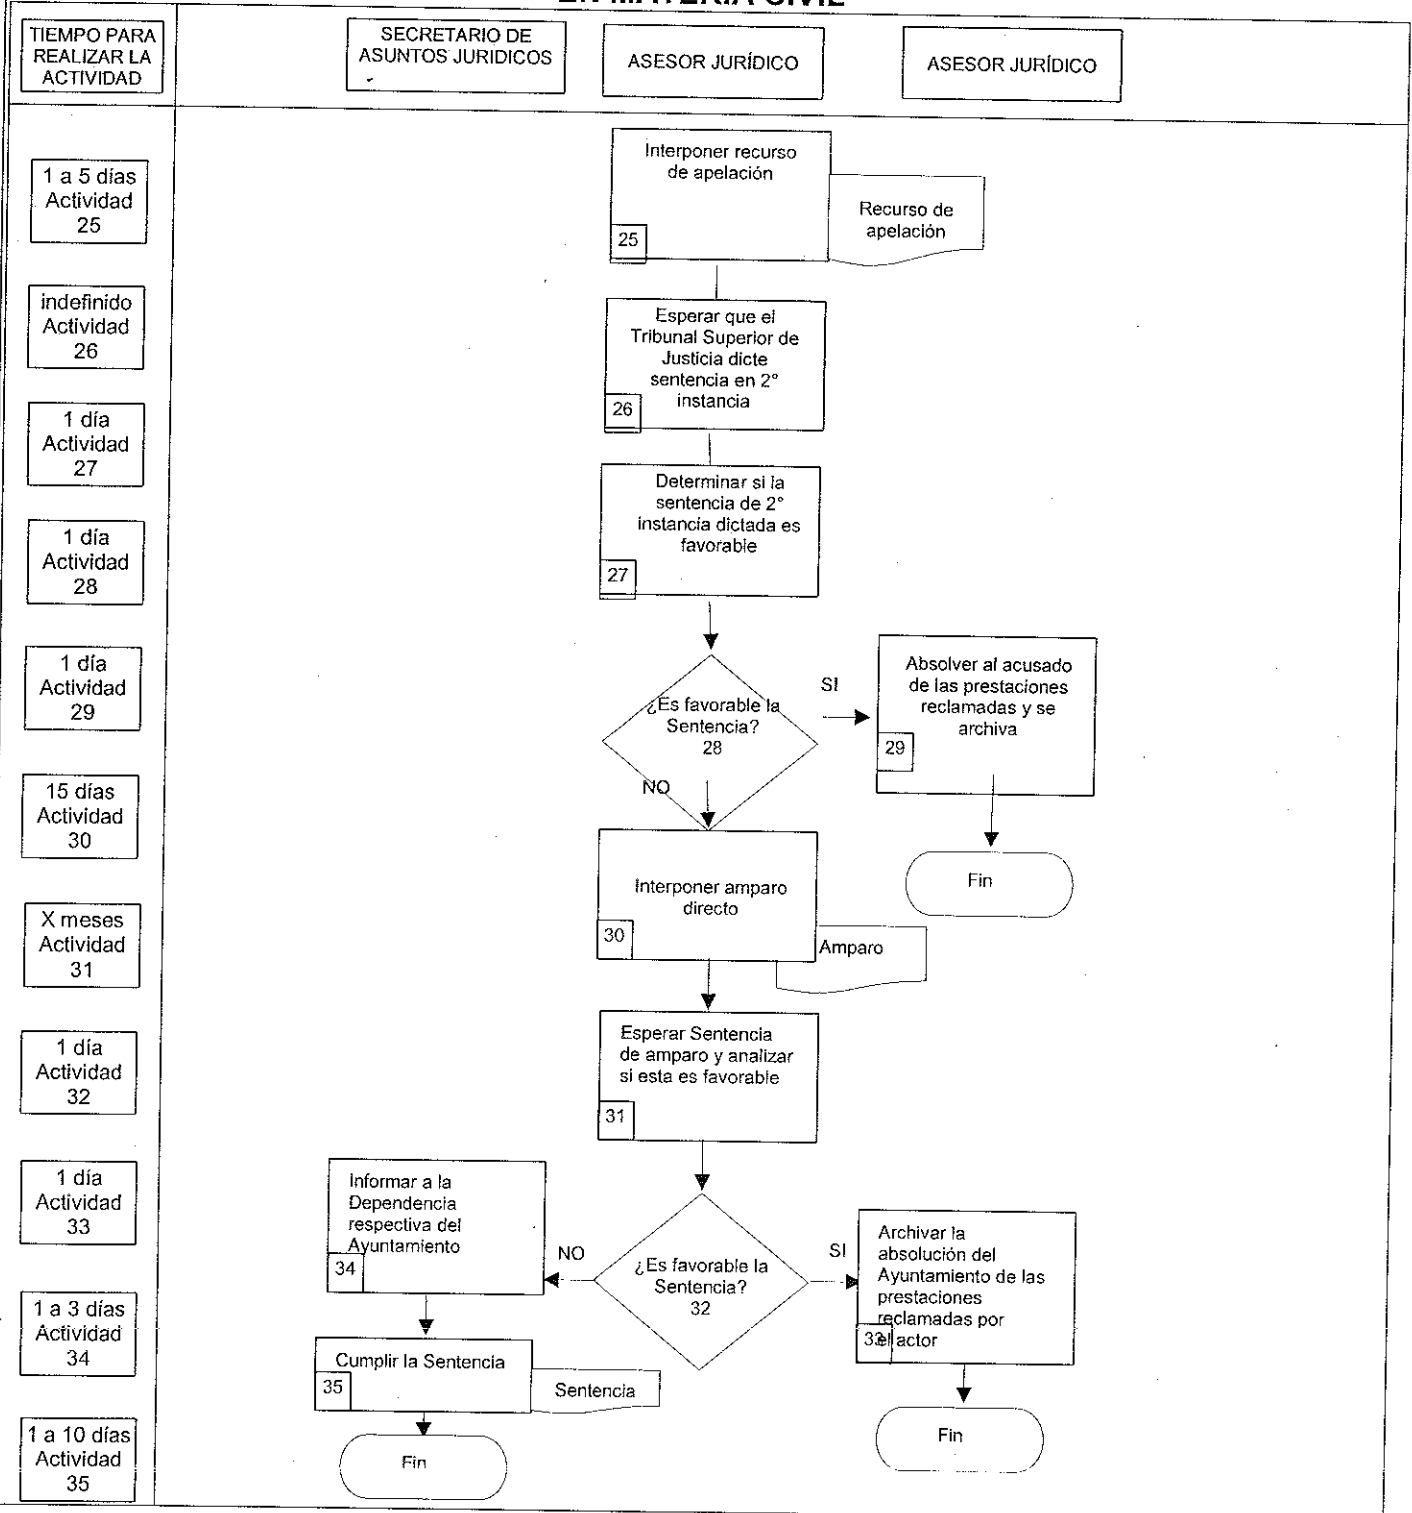 EN MATERIA CIVIL
TIEMPO PARA
REALIZAR LA
ACTIVIDAD
SECRETARIO DE
ASUNTOS JURIDICOS
ASESOR JURÍDICO
ASESOR JURÍDICO
1 a 5 días
Actividad
25
Interponer recurso
de apelación
25
Recurso de
apelación
indefinido
Actividad
26
Esperar que el
Tribunal Superior de
Justicia dicte
sentencia en 2°
instancia
26
1 día
Actividad
27
Determinar si la
sentencia de 2°
instancia dictada es
favorable
27
1 día
Actividad
28
¿Es favorable la
Sentencia?
28
SI
NO
1 día
Actividad
29
Absolver al acusado
de las prestaciones
reclamadas y se
archiva
29
Fin
15 días
Actividad
30
Interponer amparo
directo
30
Amparo
X meses
Actividad
31
Esperar Sentencia
de amparo y analizar
si esta es favorable
31
1 día
Actividad
32
¿Es favorable la
Sentencia?
32
NO
SI
1 día
Actividad
33
Archivar la
absolución del
Ayuntamiento de las
prestaciones
reclamadas por
el actor
33
Fin
1 a 3 días
Actividad
34
Informar a la
Dependencia
respectiva del
Ayuntamiento
34
1 a 10 días
Actividad
35
Cumplir la Sentencia
35
Sentencia
Fin